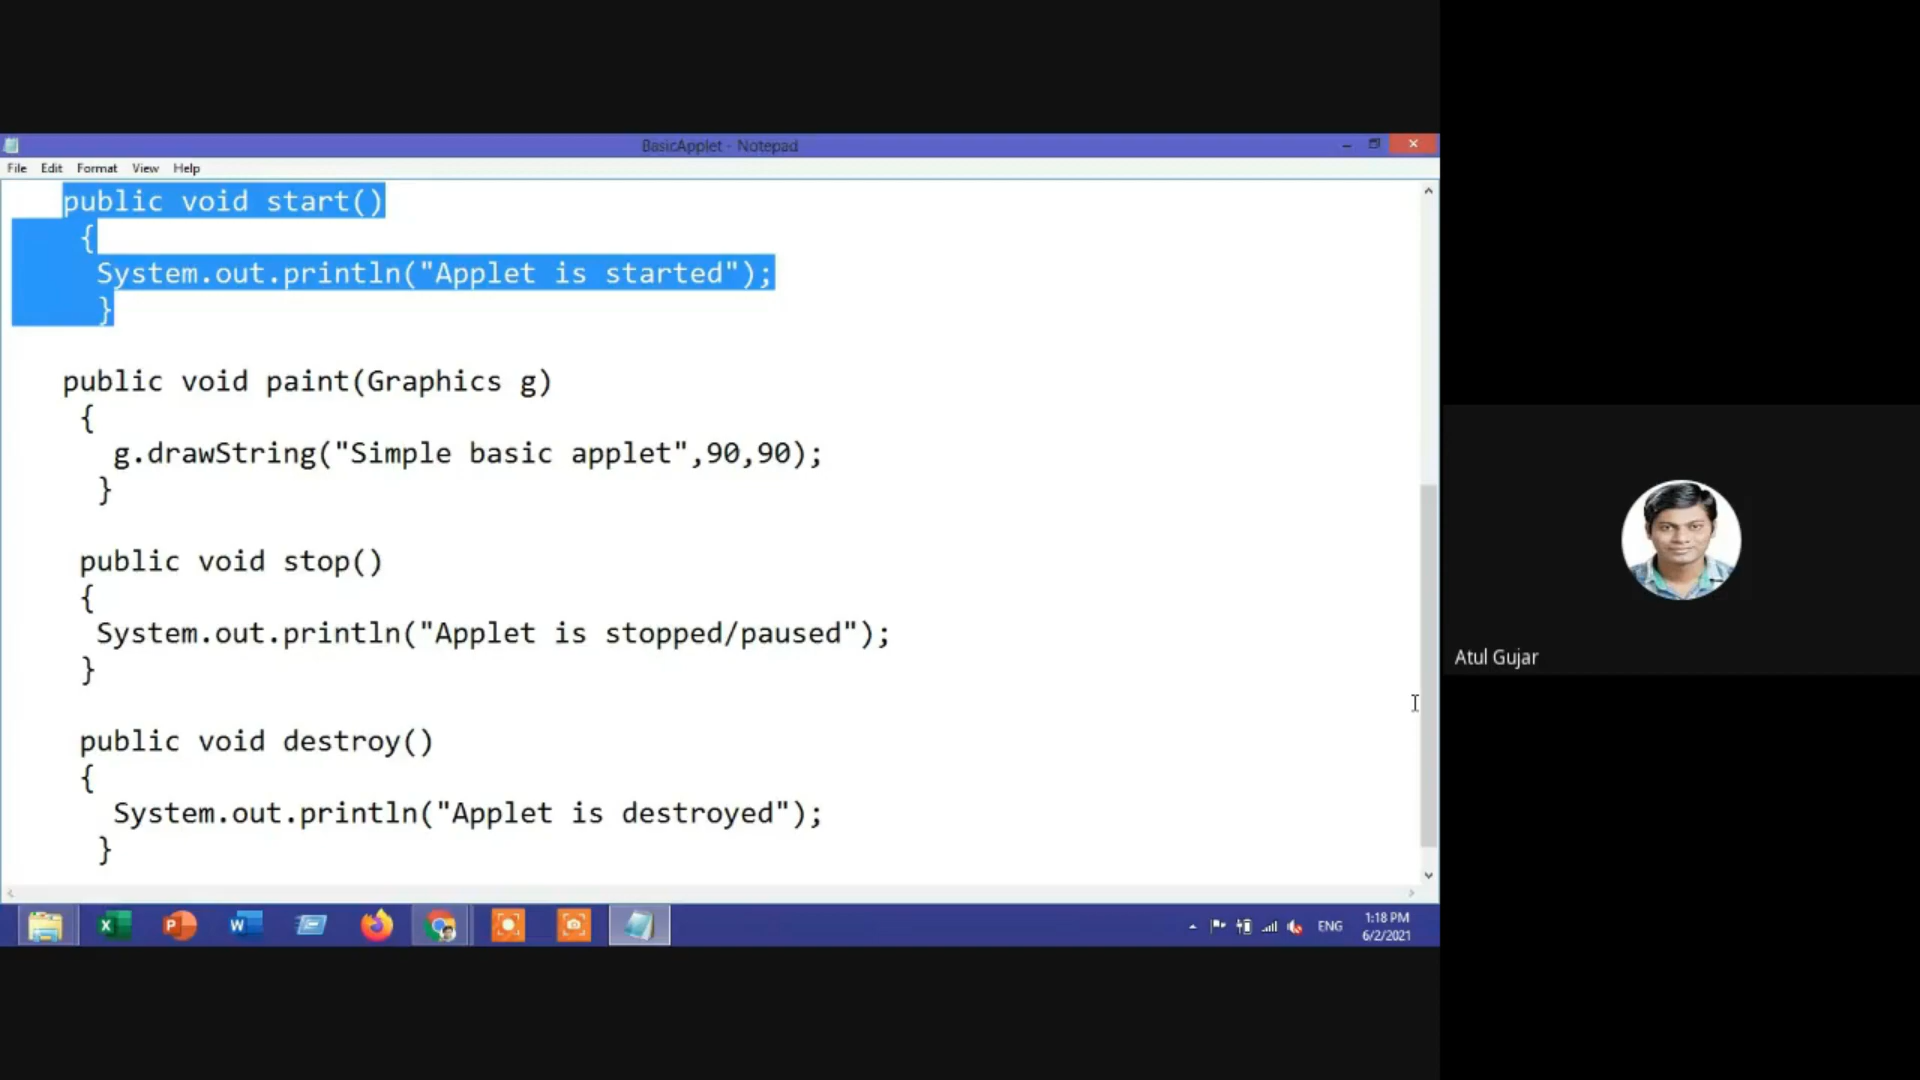 BasicApplet - Notepad
File Edit Format View Help
public void start()
{
System.out.println("Applet is started");
}
public void paint(Graphics g)
{
g.drawString("Simple basic applet",90,90);
}
public void stop()
{
System.out.println("Applet is stopped/paused");
}
public void destroy()
{
System.out.println("Applet is destroyed");
}
Atul Gujar
ENG
1:18 PM
6/2/2021